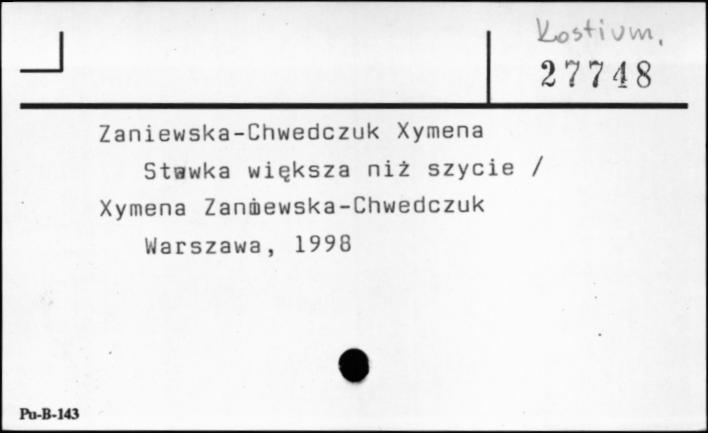 Kostium.
27748
Zaniewska-Chwedczuk Xymena
Stawka większa niż szycie /
Xymena Zaniewska-Chwedczuk
Warszawa, 1998
Pu-B-143